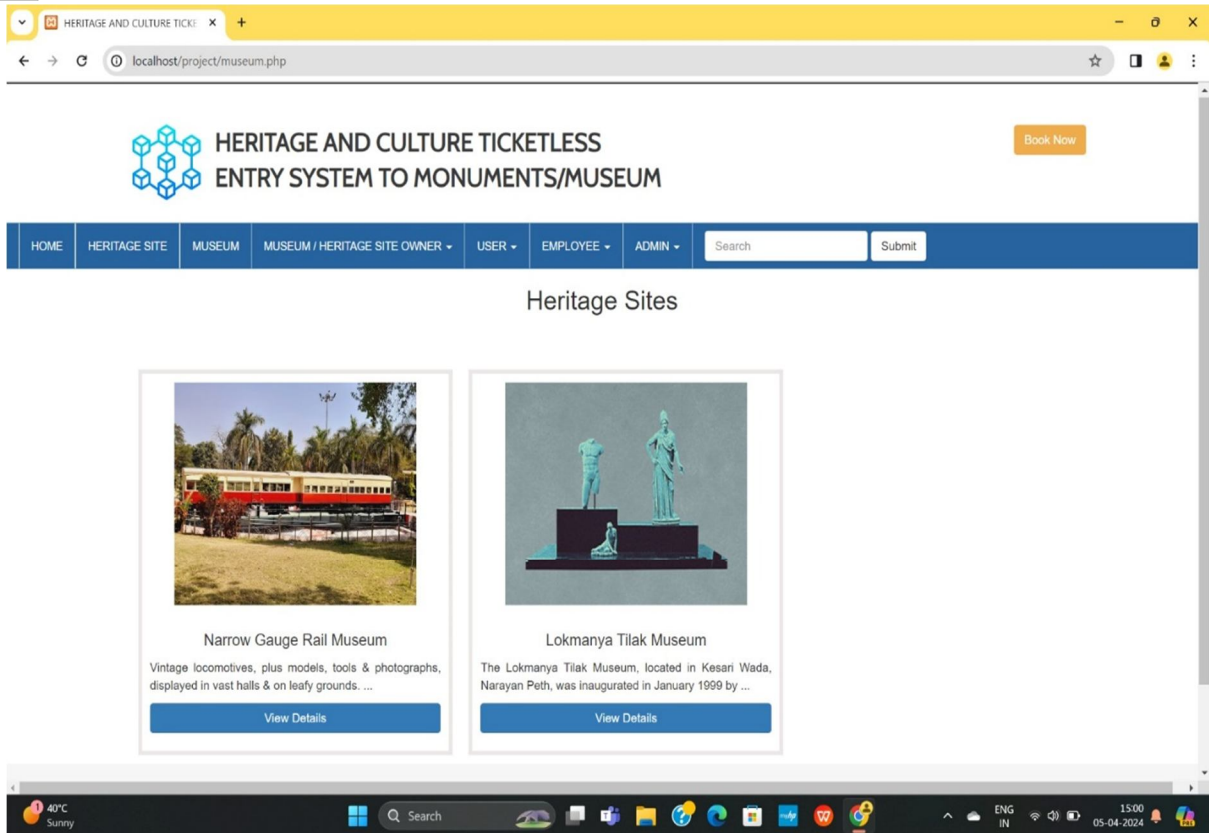 HERITAGE AND CULTURE TICKE
localhost/project/museum.php
HERITAGE AND CULTURE TICKETLESS
ENTRY SYSTEM TO MONUMENTS/MUSEUM
Book Now
HOME HERITAGE SITE MUSEUM MUSEUM / HERITAGE SITE OWNER USER EMPLOYEE ADMIN Search Submit
Heritage Sites
Narrow Gauge Rail Museum
Vintage locomotives, plus models, tools & photographs,
displayed in vast halls & on leafy grounds. ...
View Details
Lokmanya Tilak Museum
The Lokmanya Tilak Museum, located in Kesari Wada,
Narayan Peth, was inaugurated in January 1999 by ...
View Details
1
40°C
Sunny
Search
ENG
IN
15:00
05-04-2024